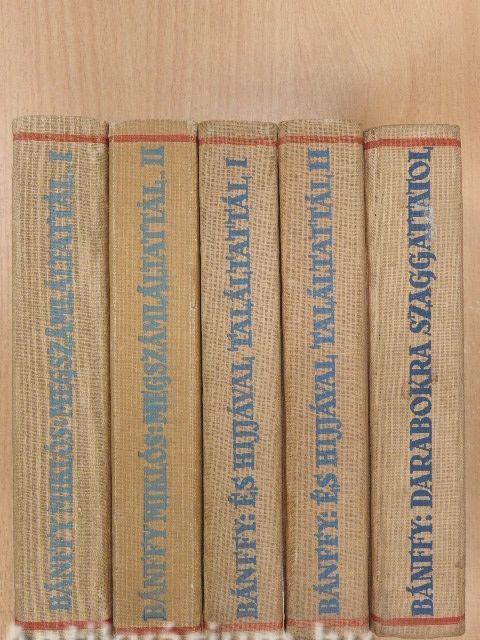 BÁNFFY MIKLÓS: MEGSZÁMLÁLTATTÁL. I
BÁNFFY MIKLÓS: MEGSZÁMLÁLTATTÁL.. II
BÁNFFY: ÉS HIJJÁVAL TALÁLTATTÁL I
BÁNFFY: ÉS HIJJÁVAL TALÁLTATTÁL II
BÁNFFY: DARABOKRA SZAGGATTATOL